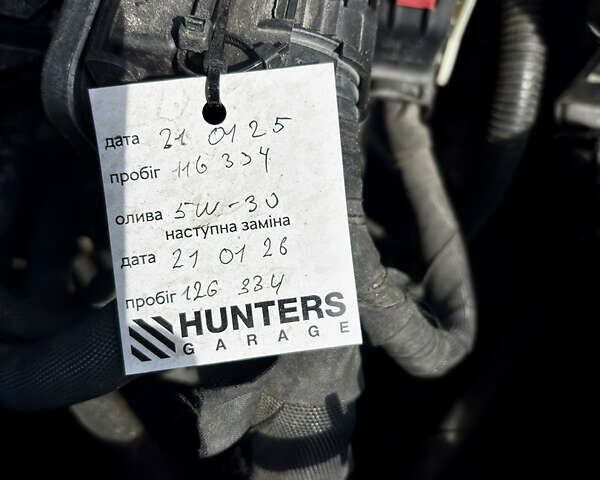 дата 21 01 25
пробіг 116 334
олива 5W-30
наступна заміна
дата 21 01 26
пробіг 126 334
HUNTERS
GARAGE